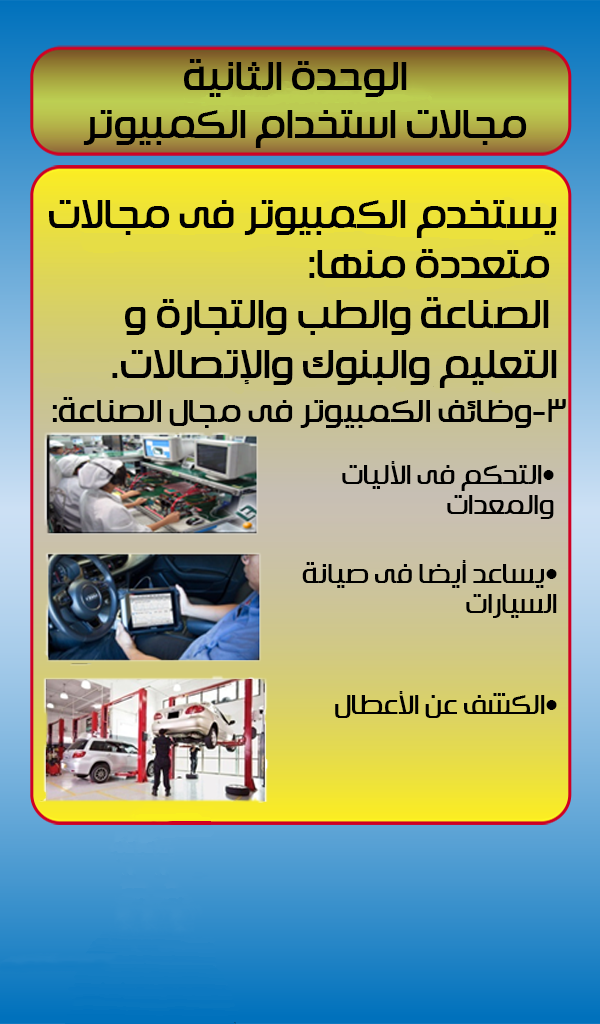 الوحدة الثانية
مجالات استخدام الكمبيوتر
يستخدم الكمبيوتر فى مجالات
متعددة منها:
الصناعة والطب والتجارة و
التعليم والبنوك والإتصالات.
٣-وظائف الكمبيوتر فى مجال الصناعة:
•التحكم فى الأليات
والمعدات
•يساعد أيضا فى صيانة
السيارات
•الكشف عن الأعطال